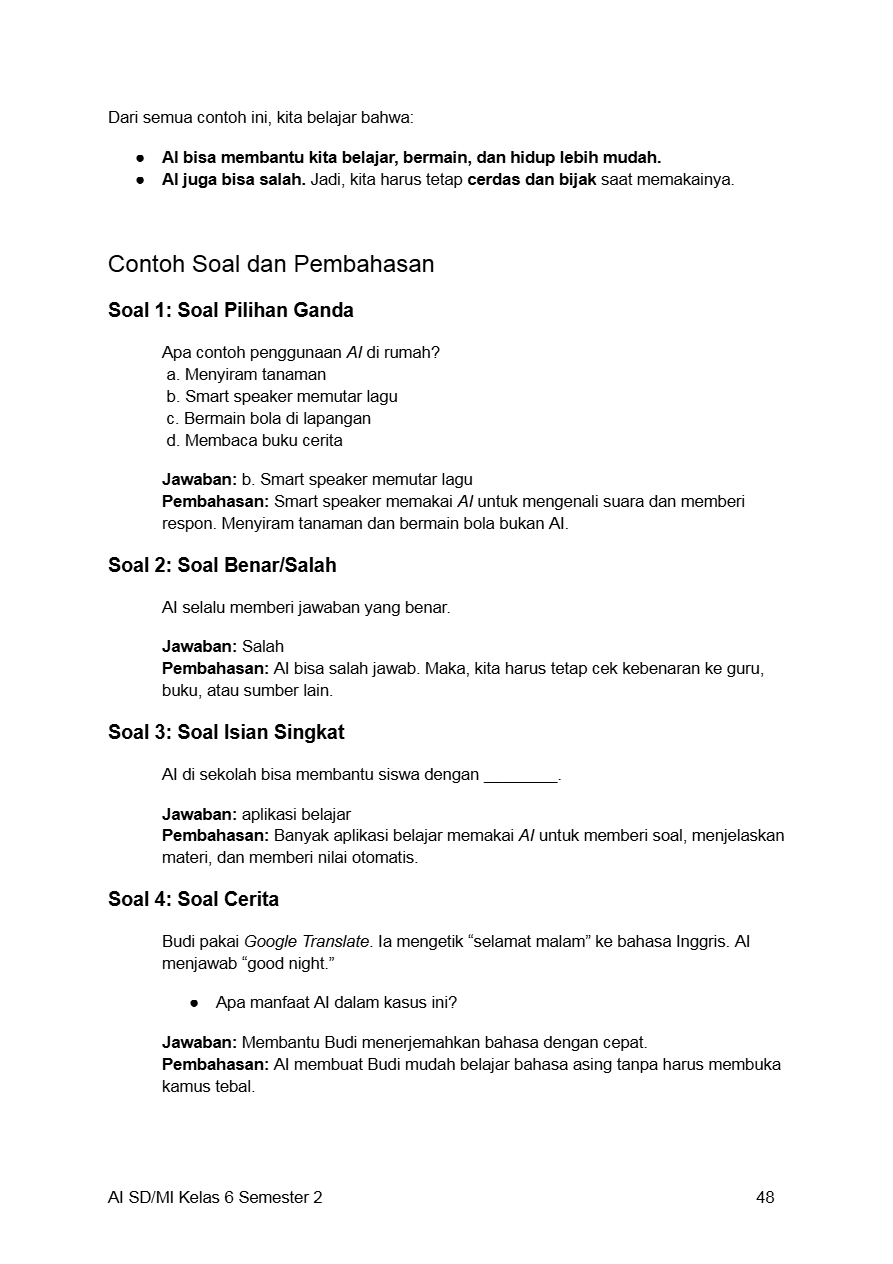 Dari semua contoh ini, kita belajar bahwa:
● AI bisa membantu kita belajar, bermain, dan hidup lebih mudah.
● AI juga bisa salah. Jadi, kita harus tetap cerdas dan bijak saat memakainya.
Contoh Soal dan Pembahasan
Soal 1: Soal Pilihan Ganda
Apa contoh penggunaan AI di rumah?
a. Menyiram tanaman
b. Smart speaker memutar lagu
c. Bermain bola di lapangan
d. Membaca buku cerita
Jawaban: b. Smart speaker memutar lagu
Pembahasan: Smart speaker memakai AI untuk mengenali suara dan memberi
respon. Menyiram tanaman dan bermain bola bukan AI.
Soal 2: Soal Benar/Salah
AI selalu memberi jawaban yang benar.
Jawaban: Salah
Pembahasan: AI bisa salah jawab. Maka, kita harus tetap cek kebenaran ke guru,
buku, atau sumber lain.
Soal 3: Soal Isian Singkat
AI di sekolah bisa membantu siswa dengan ________.
Jawaban: aplikasi belajar
Pembahasan: Banyak aplikasi belajar memakai AI untuk memberi soal, menjelaskan
materi, dan memberi nilai otomatis.
Soal 4: Soal Cerita
Budi pakai Google Translate. Ia mengetik “selamat malam” ke bahasa Inggris. AI
menjawab “good night.”
● Apa manfaat AI dalam kasus ini?
Jawaban: Membantu Budi menerjemahkan bahasa dengan cepat.
Pembahasan: AI membuat Budi mudah belajar bahasa asing tanpa harus membuka
kamus tebal.
AI SD/MI Kelas 6 Semester 2 48